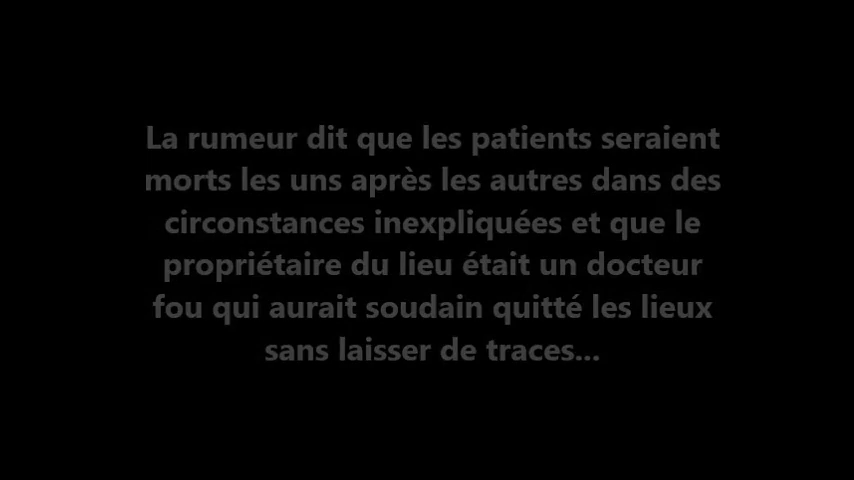 La rumeur dit que les patients seraient
morts les uns après les autres dans des
circonstances inexpliquées et que le
propriétaire du lieu était un docteur
fou qui aurait soudain quitté les lieux
sans laisser de traces...